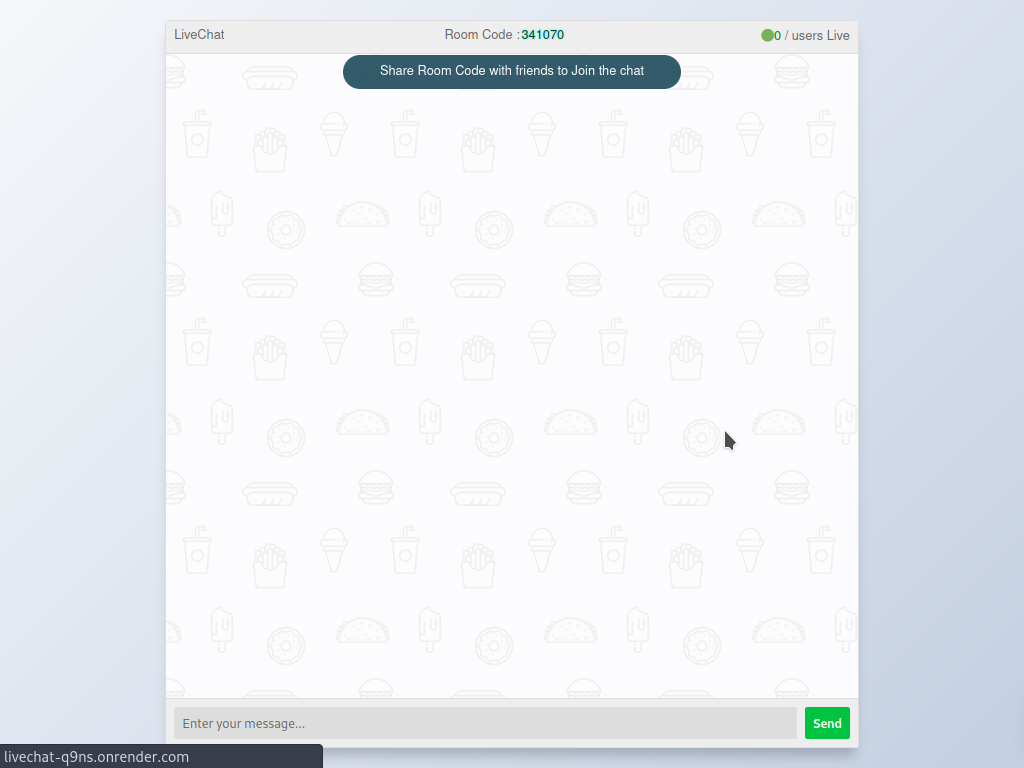 LiveChat
Room Code :341070
0 / users Live
Share Room Code with friends to Join the chat
Enter your message...
Send
livechat-q9ns.onrender.com